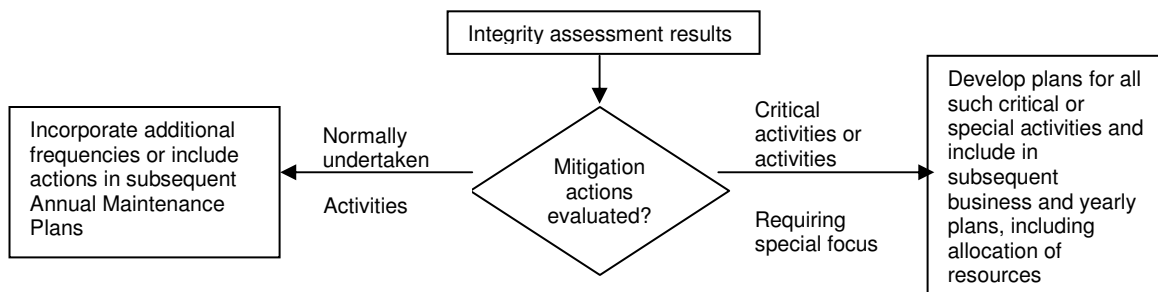 Integrity assessment results
Incorporate additional
frequencies or include
actions in subsequent
Annual Maintenance
Plans
Normally
undertaken
Activities
Mitigation
actions
evaluated?
Critical
activities or
activities
Requiring
special focus
Develop plans for all
such critical or
special activities and
include in
subsequent
business and yearly
plans, including
allocation of
resources